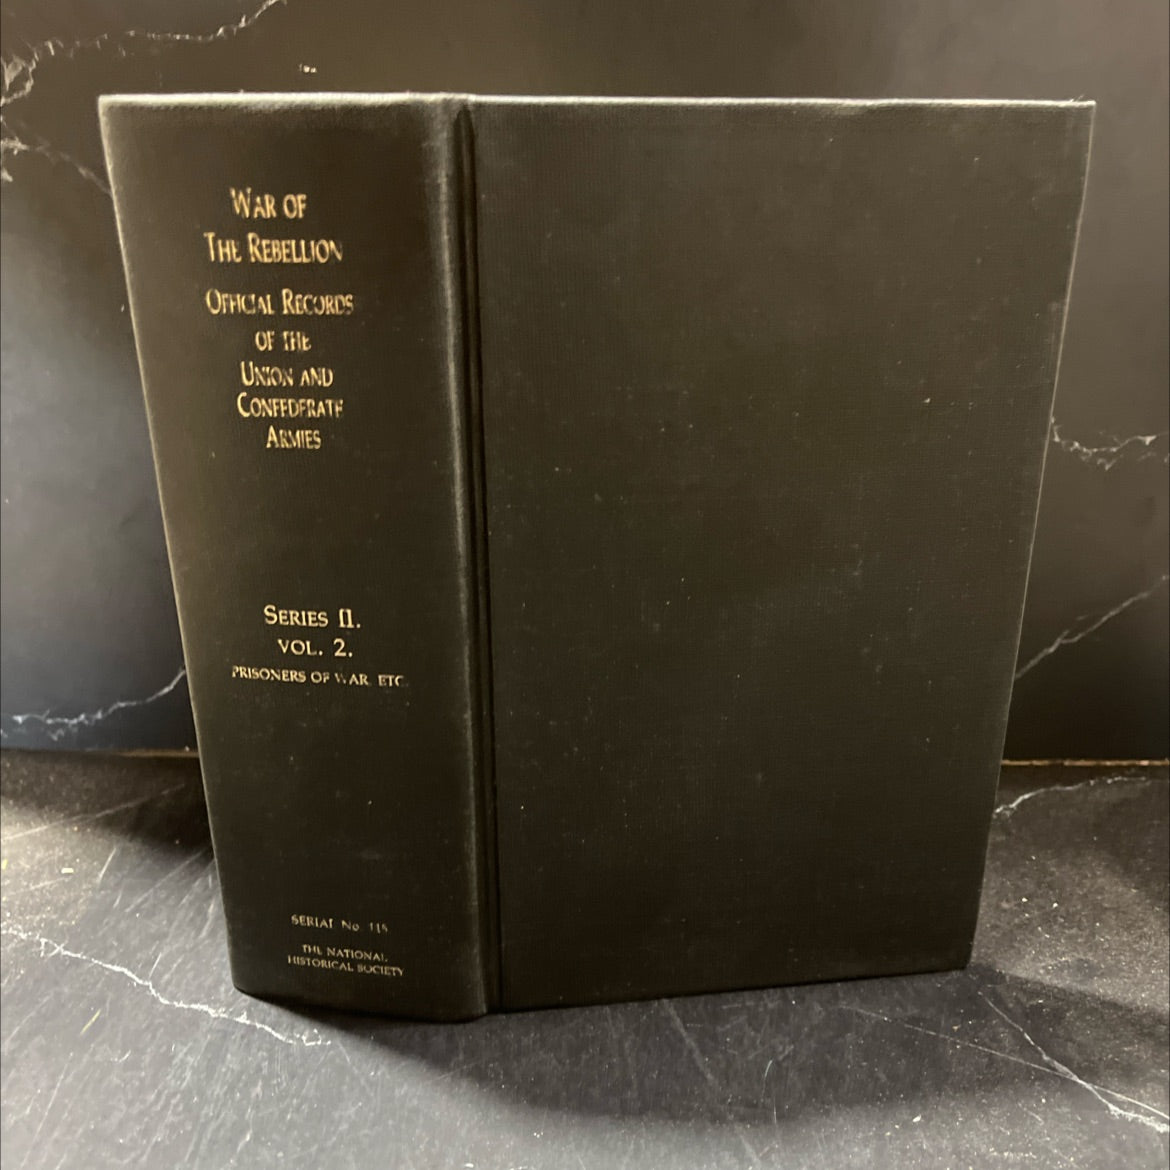 WAR OF
THE REBELLION
OFFICIAL RECORDS
OF THE
UNION AND
CONFEDERATE
ARMIES
SERIES II.
VOL. 2.
PRISONERS OF WAR, ETC.
SERIAL No. 115
THE NATIONAL
HISTORICAL SOCIETY